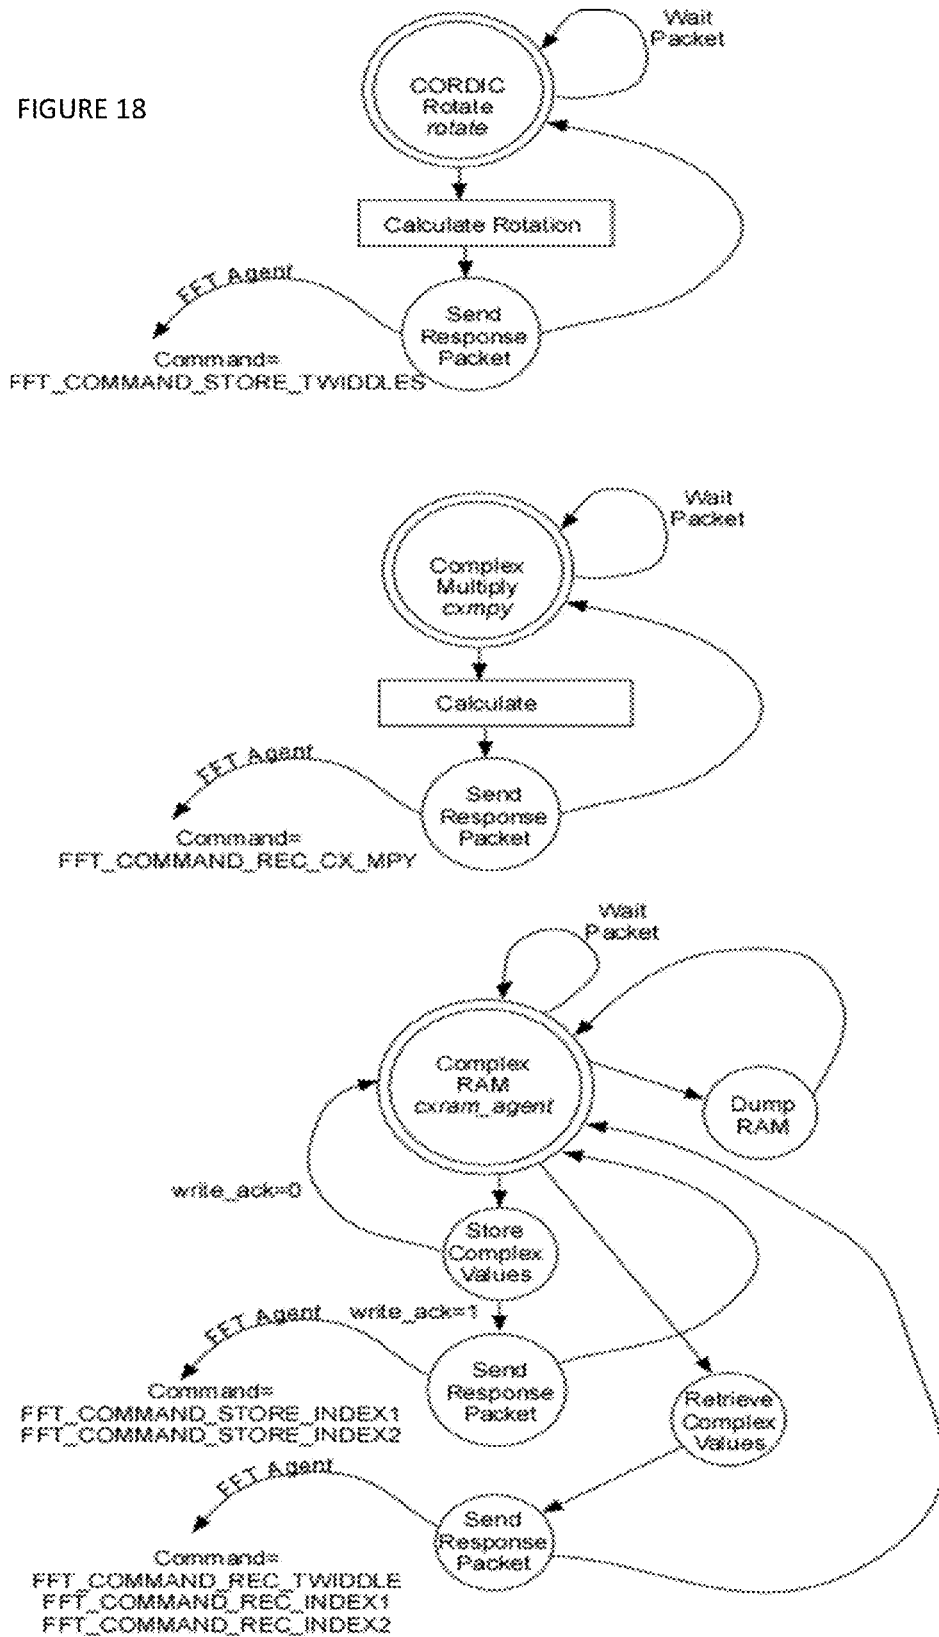 Wait
Packet
FIGURE 18
CORDIC
Rotate
rotate
Calculate Rotation
FFT Agent
Send
Response
Packet
Command=
FFT_COMMAND_STORE_TWIDDLES
Wait
Packet
Complex
Multiply
cxmpy
Calculate
FFT Agent
Send
Response
Packet
Command=
FFT_COMMAND_REC_CX_MPY
Wait
Packet
Complex
RAM
cxram_agent
Dump
RAM
write_ack=0
Store
Complex
Values
FFT Agent
write_ack=1
Send
Response
Packet
Command=
FFT_COMMAND_STORE_INDEX1
FFT_COMMAND_STORE_INDEX2
Retrieve
Complex
Values
FFT Agent
Send
Response
Packet
Command=
FFT_COMMAND_REC_TWIDDLE
FFT_COMMAND_REC_INDEX1
FFT_COMMAND_REC_INDEX2